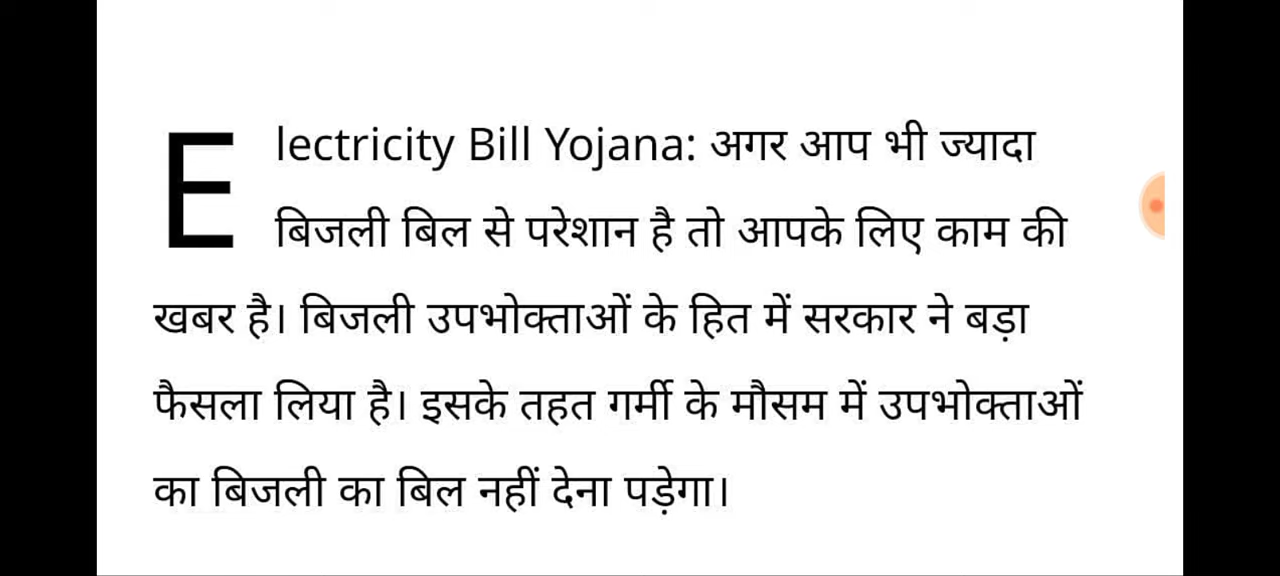 Electricity Bill Yojana: अगर आप भी ज्यादा
बिजली बिल से परेशान है तो आपके लिए काम की
खबर है। बिजली उपभोक्ताओं के हित में सरकार ने बड़ा
फैसला लिया है। इसके तहत गर्मी के मौसम में उपभोक्ताओं
का बिजली का बिल नहीं देना पड़ेगा।